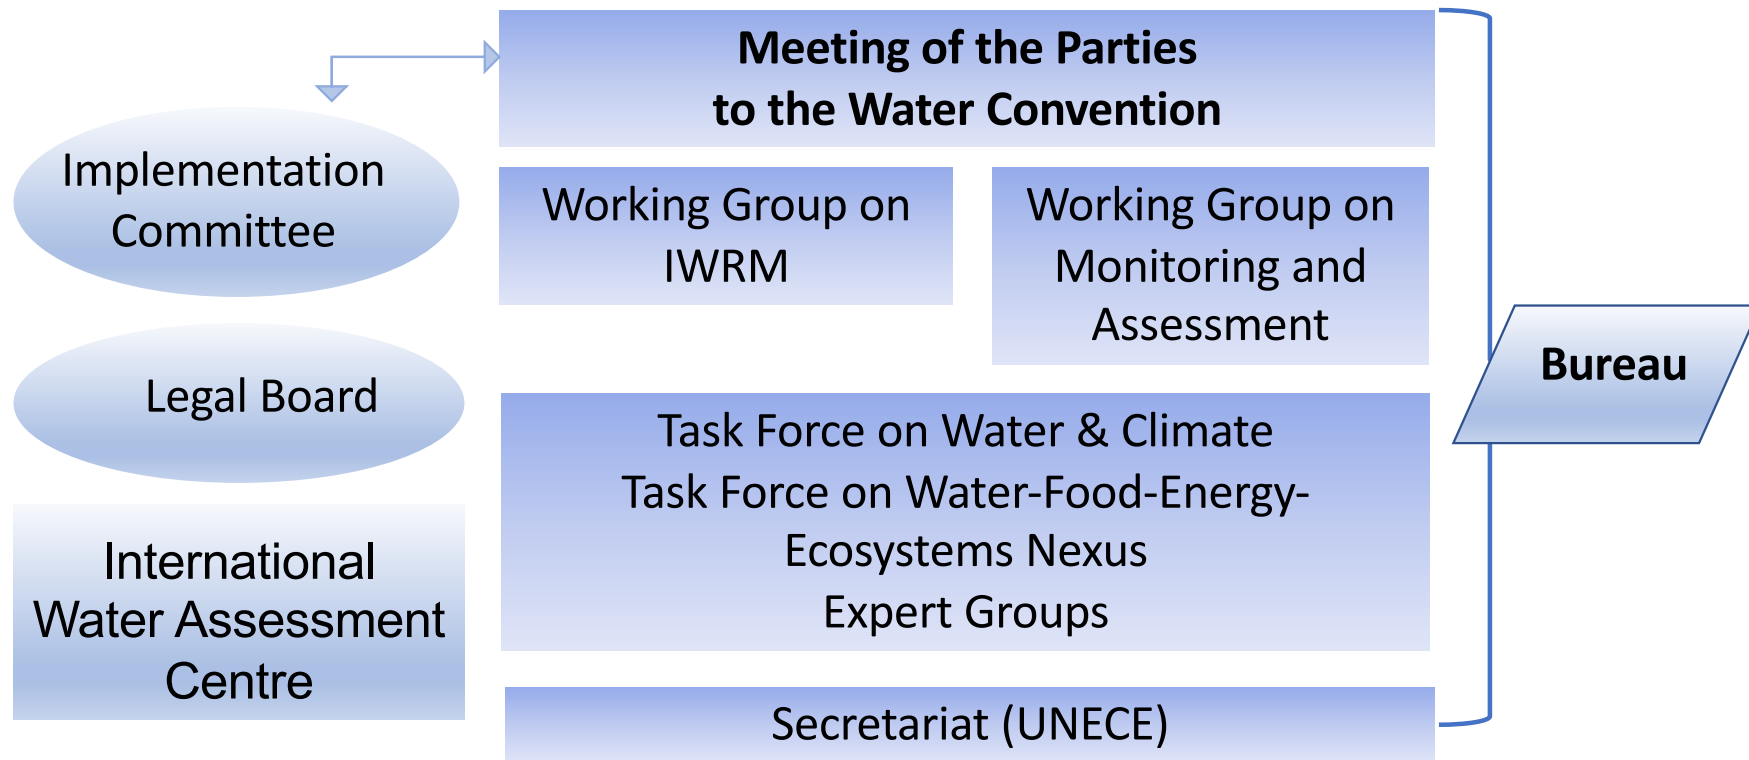 Meeting of the Parties
to the Water Convention
Implementation
Committee
Working Group on
IWRM
Working Group on
Monitoring and
Assessment
Legal Board
Bureau
Task Force on Water & Climate
Task Force on Water-Food-Energy-
Ecosystems Nexus
Expert Groups
International
Water Assessment
Centre
Secretariat (UNECE)